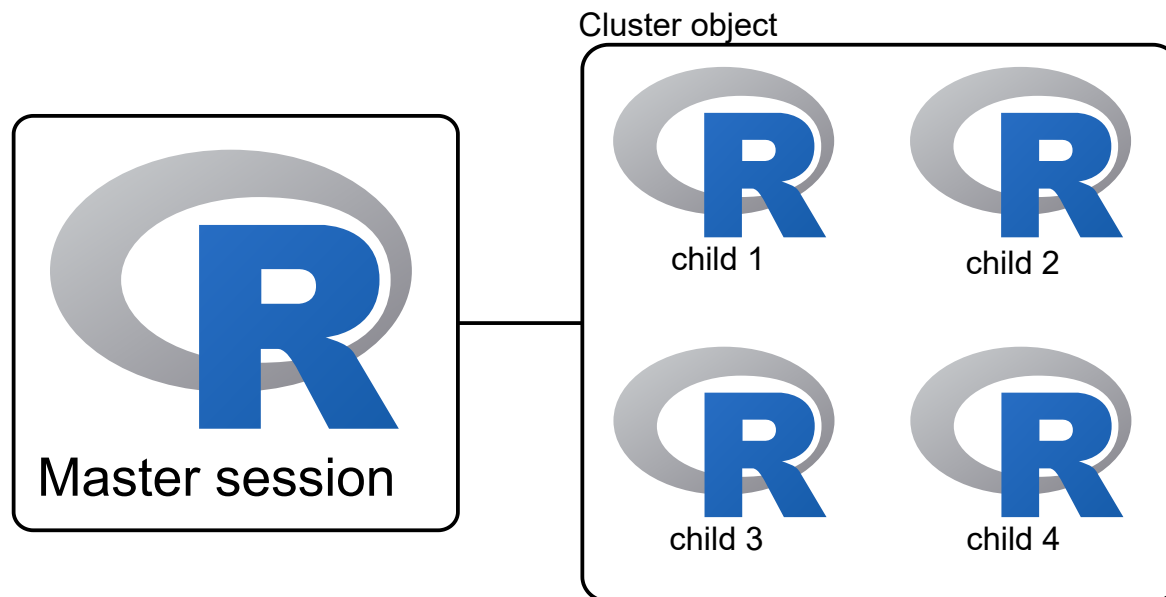 Cluster object
R
R
child 1
child 2
R
Master session
R
R
child 3
child 4